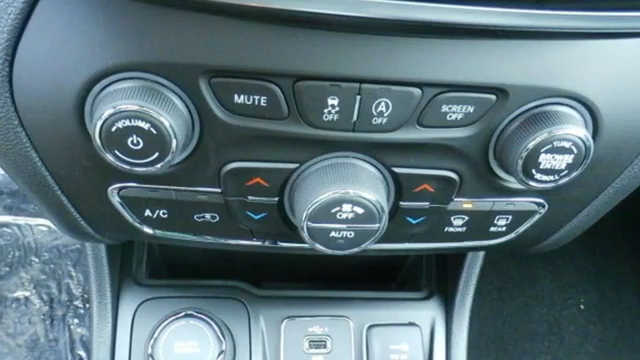 VOLUME
MUTE
OFF
A
OFF
SCREEN
OFF
TUNE
BROWSE
ENTER
SCROLL
A/C
OFF
AUTO
FRONT
REAR